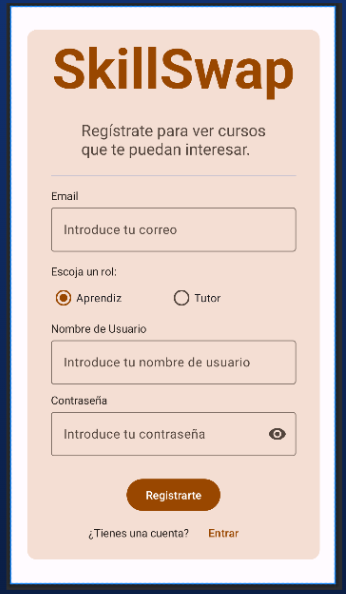 SkillSwap
Regístrate para ver cursos
que te puedan interesar.
Email
Introduce tu correo
Escoja un rol:
Aprendiz
Tutor
Nombre de Usuario
Introduce tu nombre de usuario
Contraseña
Introduce tu contraseña
Registrarte
¿Tienes una cuenta? Entrar